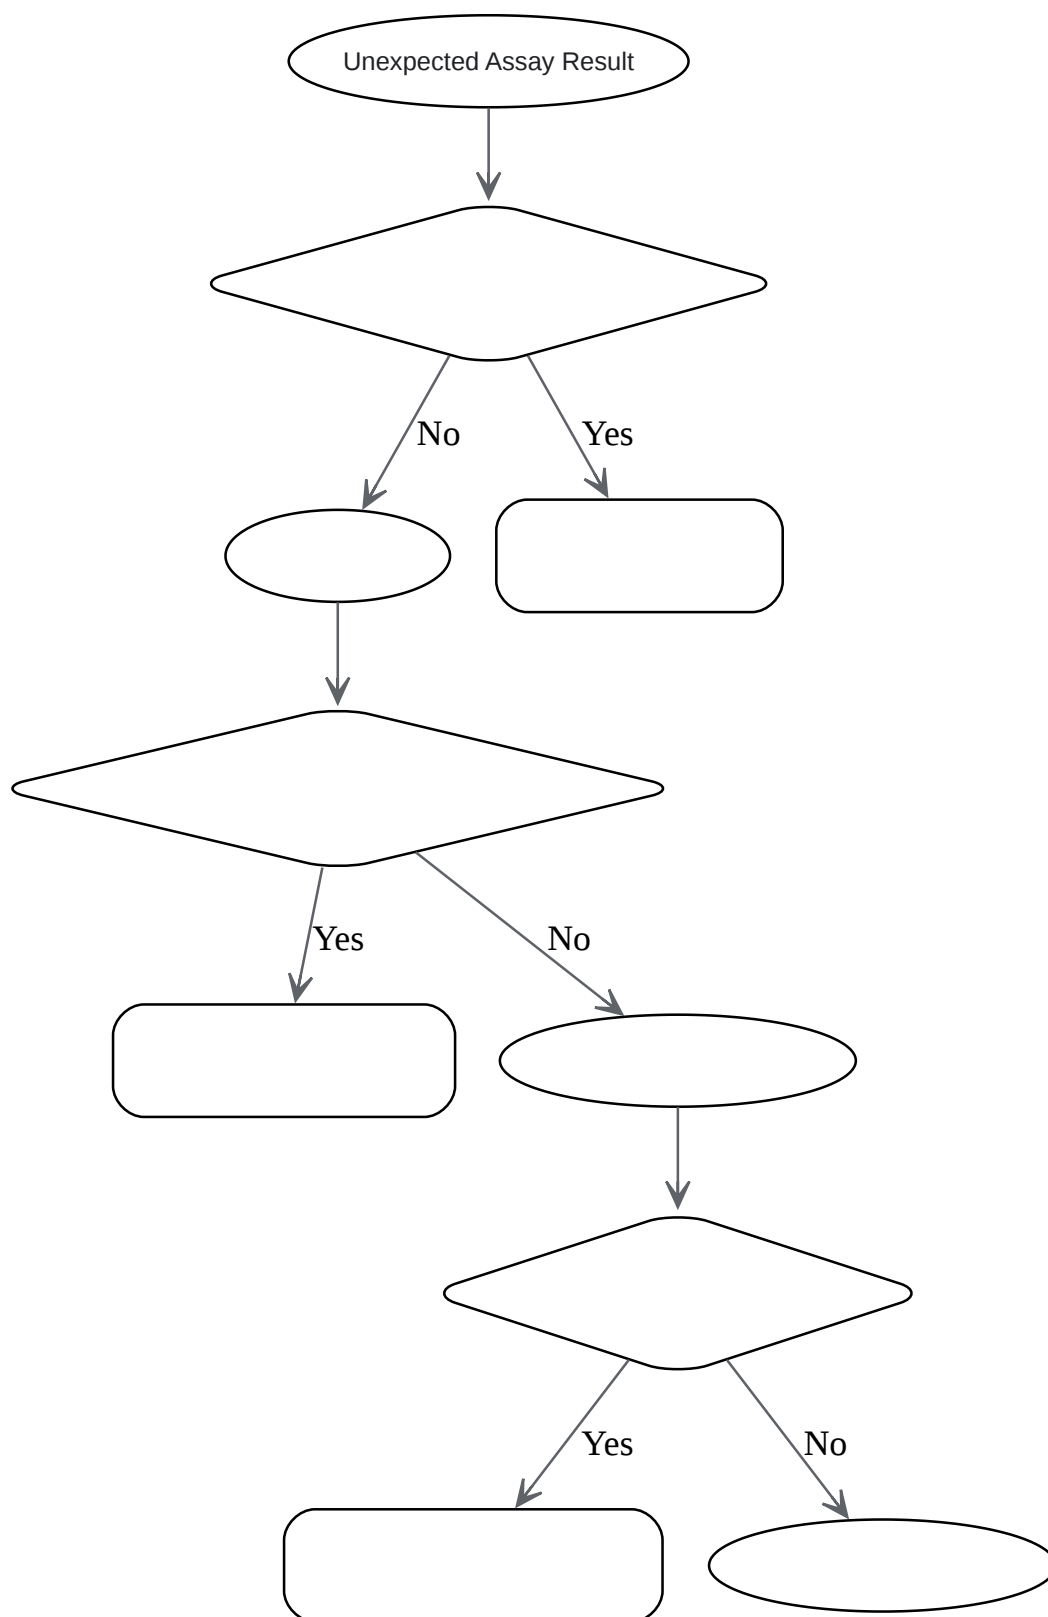 Unexpected Assay Result
No
Yes
Yes
No
Yes
No